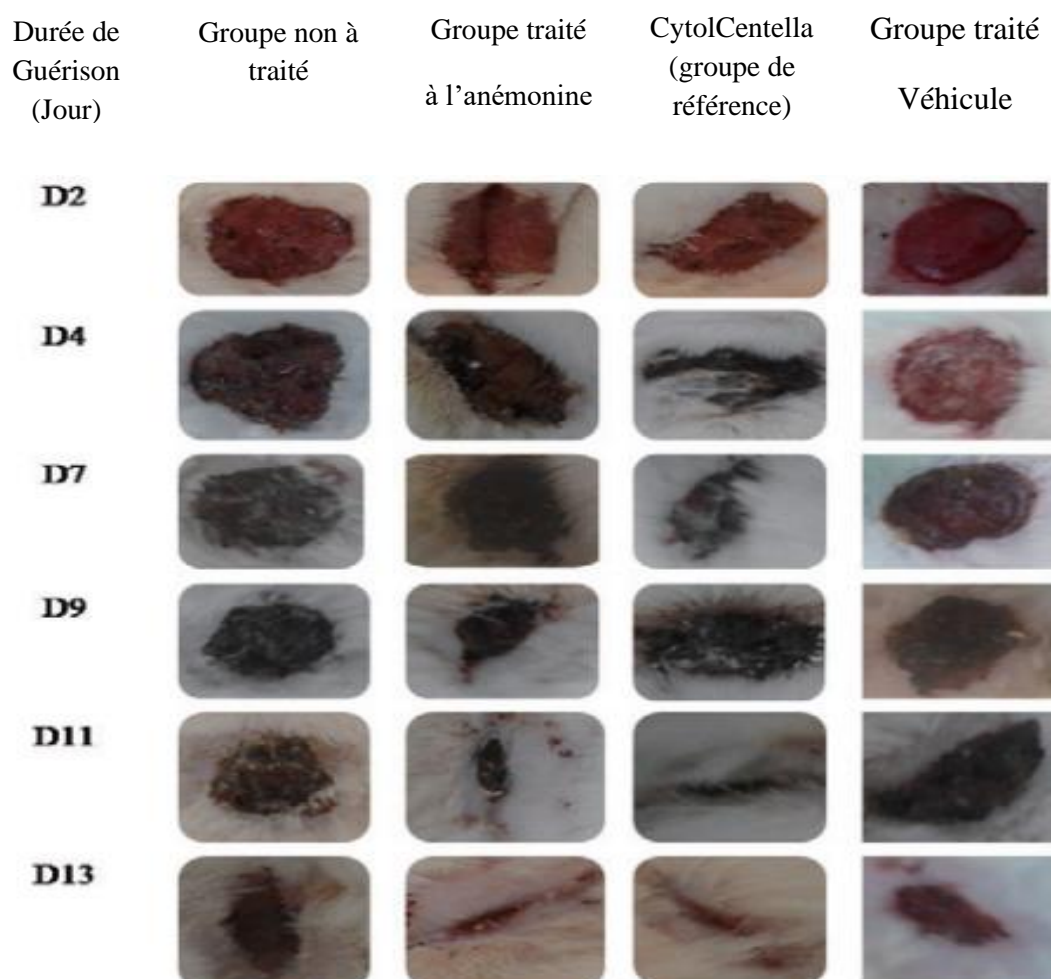 Durée de
Guérison
(Jour)
Groupe non à
traité
Groupe traité
à l’anémonine
CytolCentella
(groupe de
référence)
Groupe traité
Véhicule
D2
D4
D7
D9
D11
D13